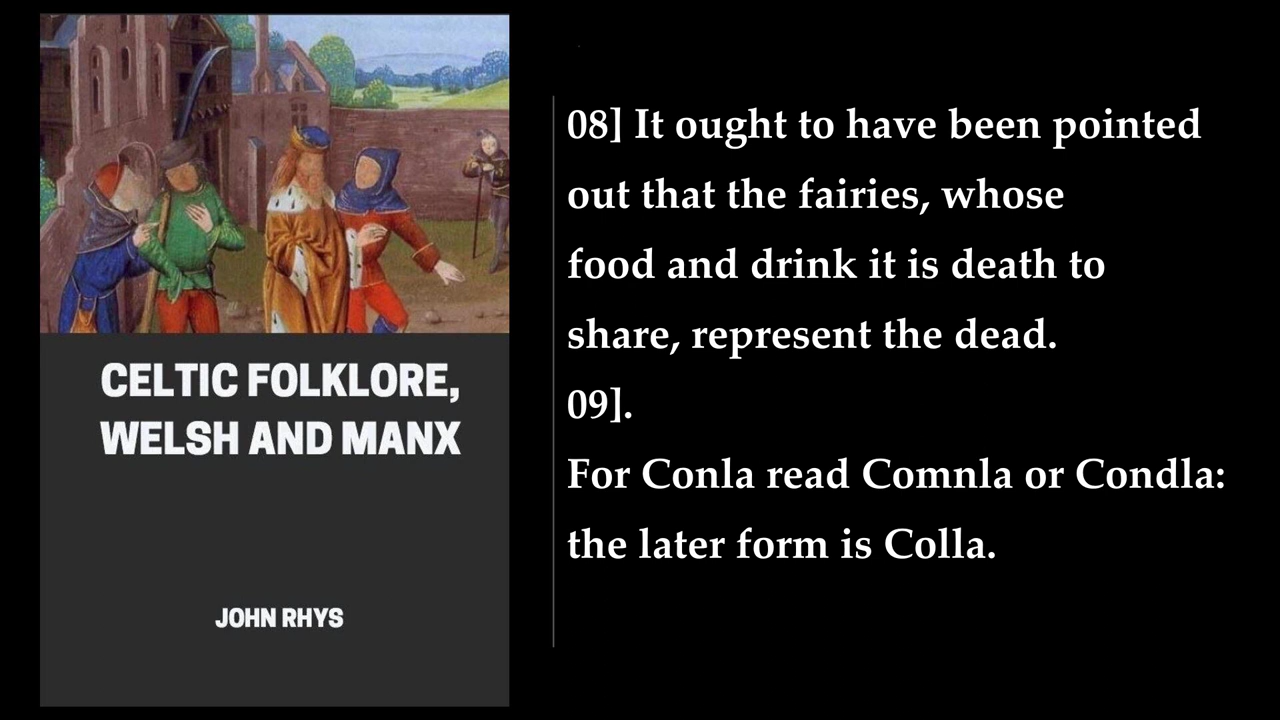 CELTIC FOLKLORE,
WELSH AND MANX
JOHN RHYS
08] It ought to have been pointed
out that the fairies, whose
food and drink it is death to
share, represent the dead.
09].
For Conla read Comnla or Condla:
the later form is Colla.